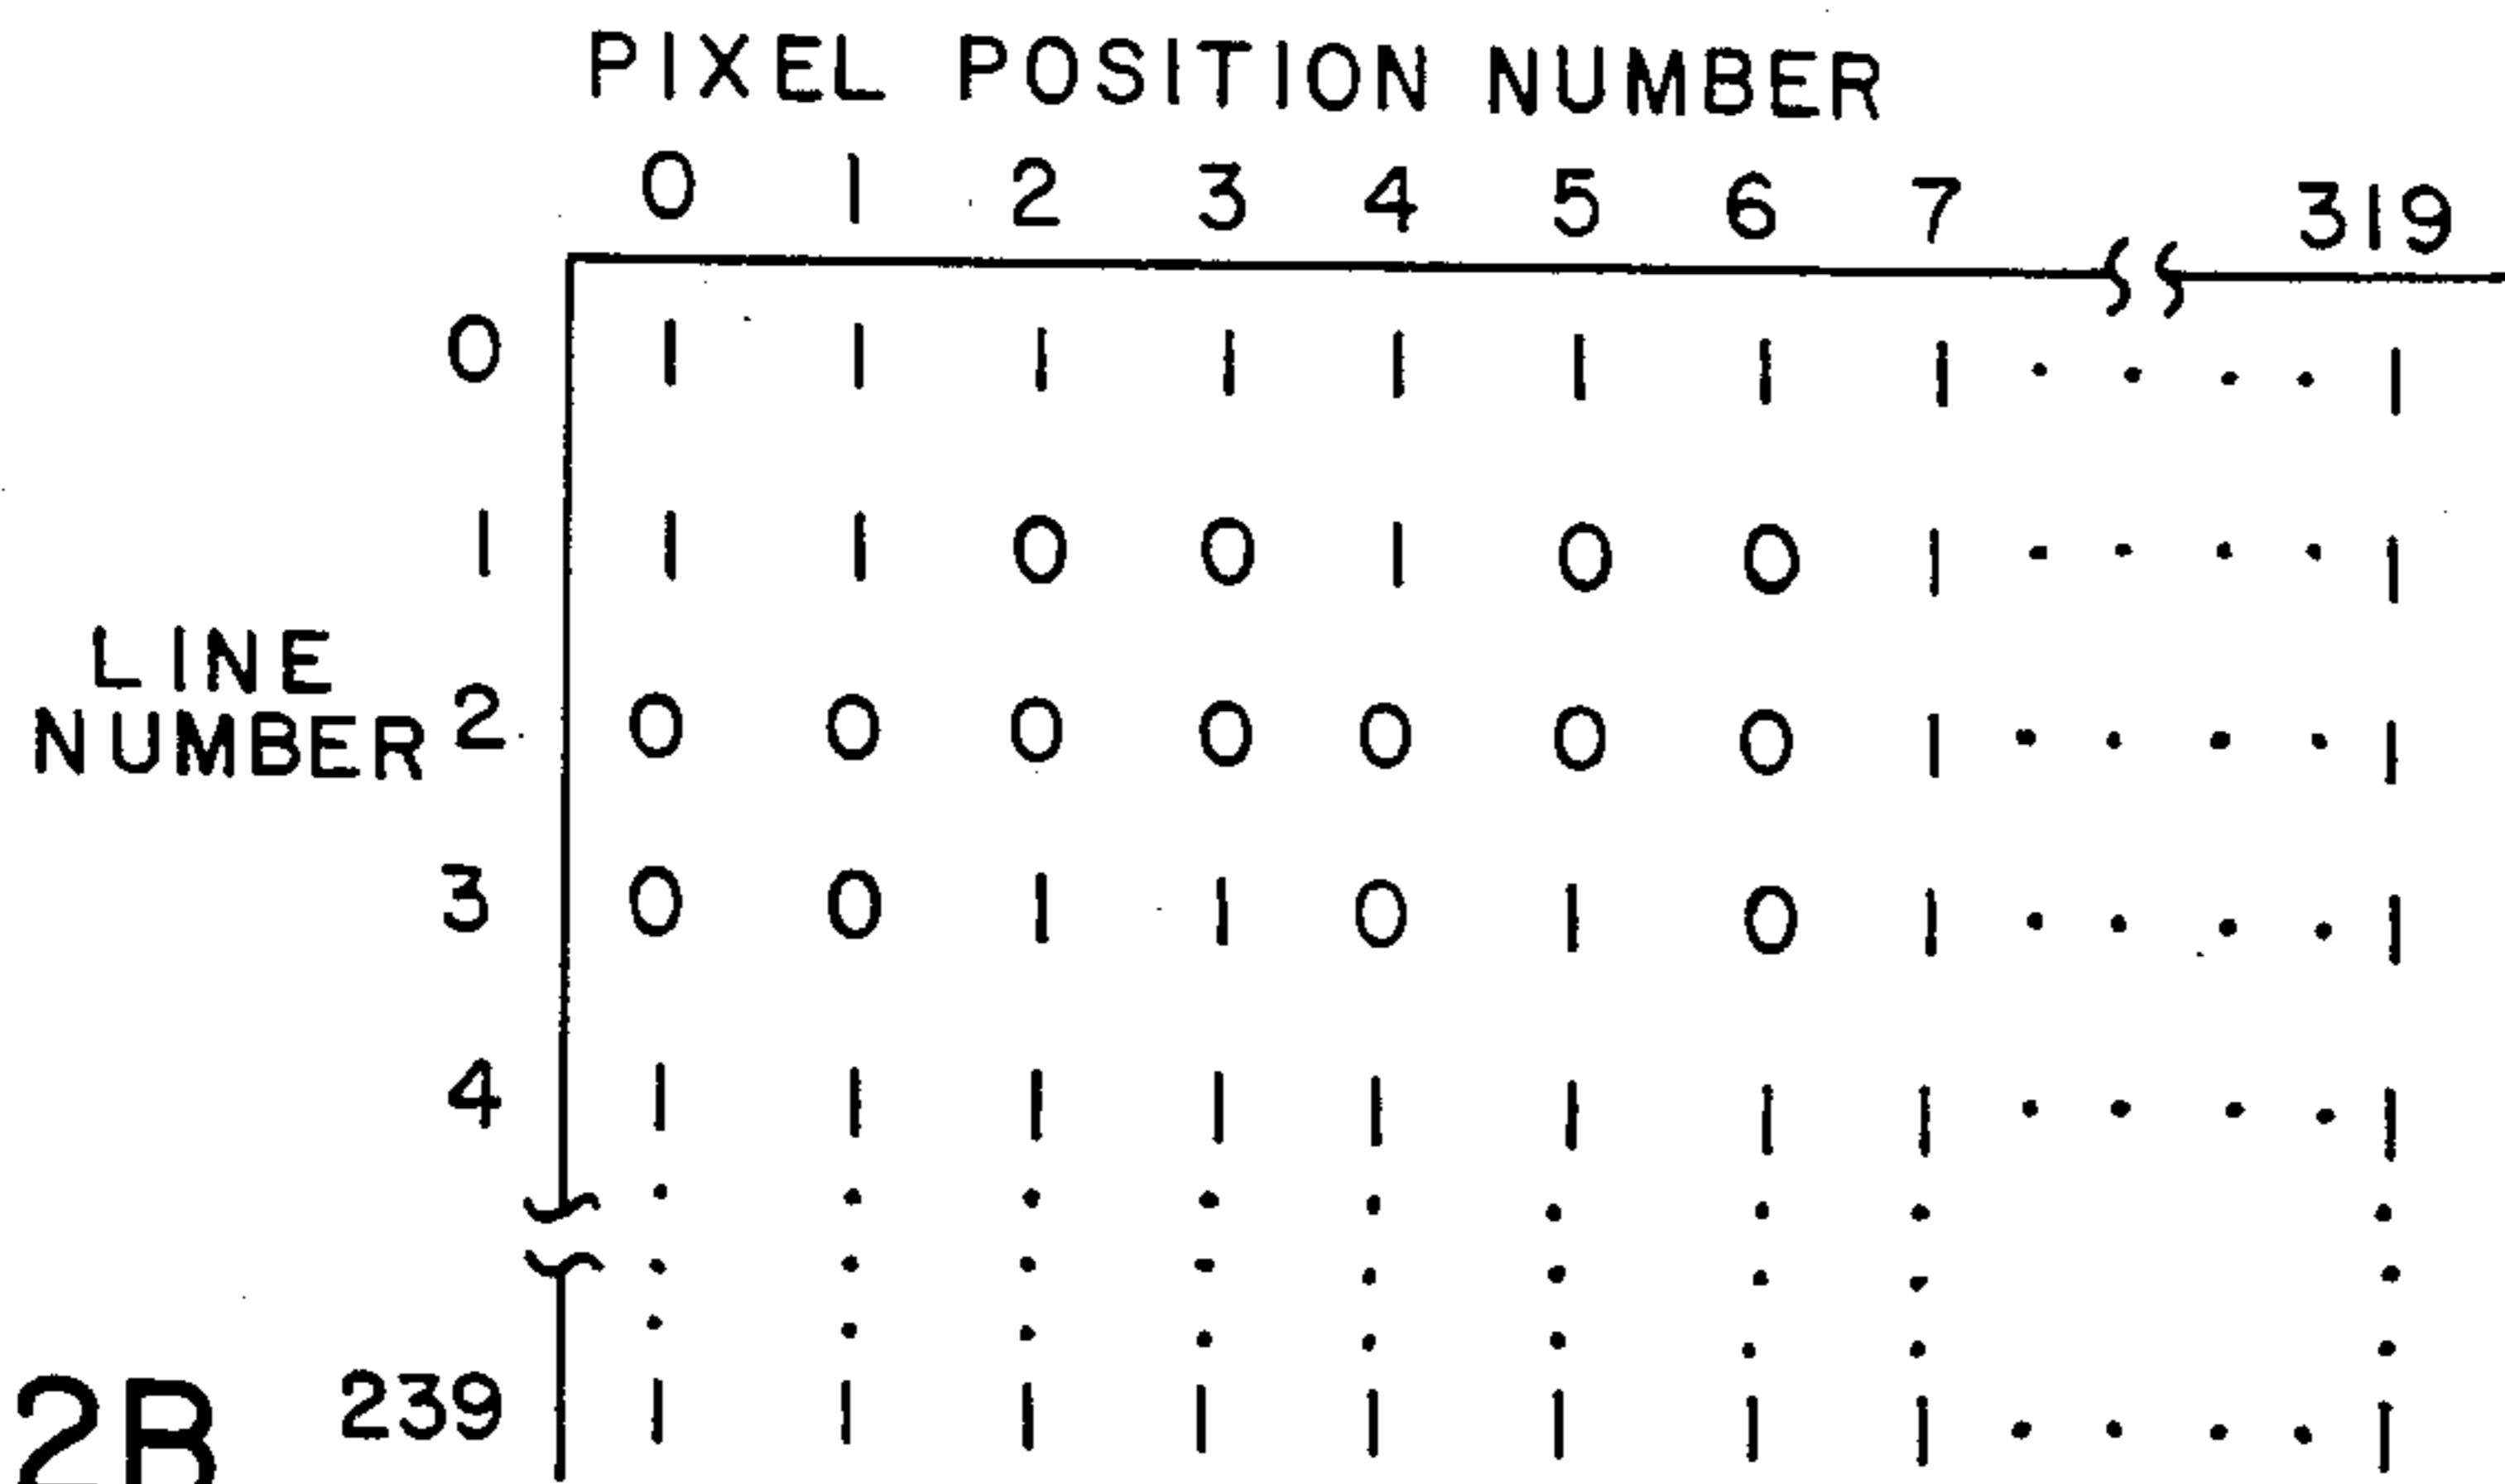 PIXEL POSITION NUMBER
0 1 2 3 4 5 6 7 319
0 1 1 1 1 1 1 1 1 . . . . 1
1 1 1 0 0 1 0 0 1 . . . . 1
LINE
NUMBER
2 0 0 0 0 0 0 0 1 . . . . 1
3 0 0 1 1 0 1 0 1 . . . . 1
4 1 1 1 1 1 1 1 1 . . . . 1
. . . . . . . . .
. . . . . . . . .
. . . . . . . . .
239 1 1 1 1 1 1 1 1 . . . . 1
2B